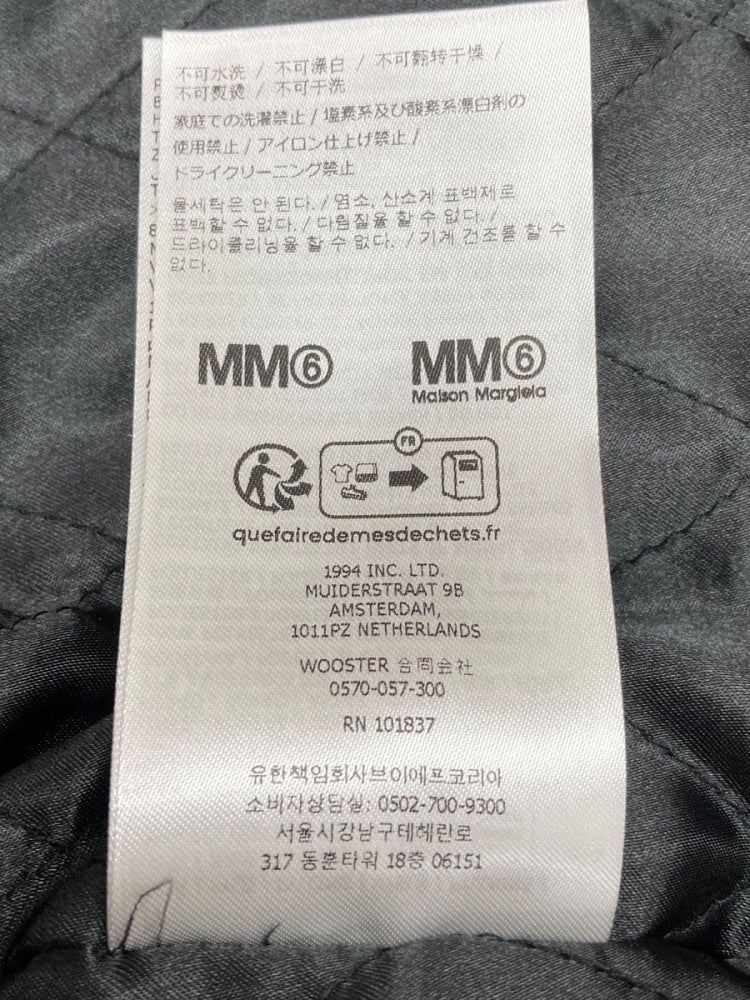 不可水洗 / 不可漂白 / 不可翻转干燥 /
不可熨烫 / 不可干洗
家庭での洗濯禁止 / 塩素系及び酸素系漂白剤の
使用禁止 / アイロン仕上げ禁止 /
ドライクリーニング禁止
물세탁은 안 된다. / 염소, 산소계 표백제로
표백할 수 없다. / 다림질을 할 수 없다. /
드라이클리닝을 할 수 없다. / 기계 건조를 할 수
없다.
MM6 MM6
Maison Margiela
FR
quefairedemesdechets.fr
1994 INC. LTD.
MUIDERSTRAAT 9B
AMSTERDAM,
1011PZ NETHERLANDS
WOOSTER 合同会社
0570-057-300
RN 101837
유한책임회사브이에프코리아
소비자상담실: 0502-700-9300
서울시강남구테헤란로
317 동훈타워 18층 06151